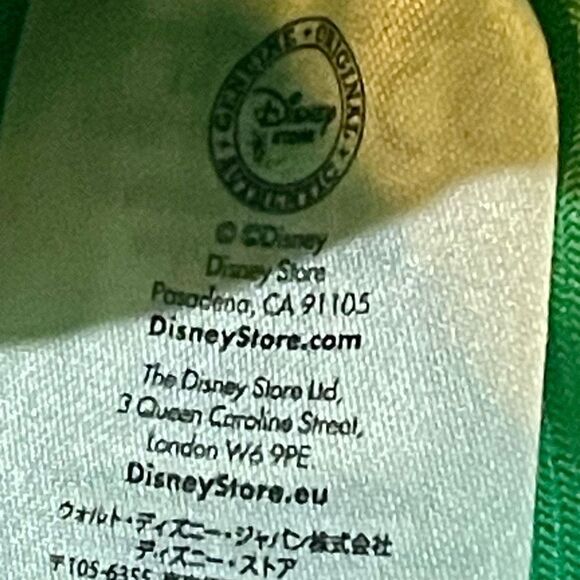 GENUINE • ORIGINAL • AUTHENTIC •
Disney
STORE
© ©Disney
Disney Store
Pasadena, CA 91105
DisneyStore.com
The Disney Store Ltd,
3 Queen Caroline Street,
London W6 9PE.
DisneyStore.eu
ウォルト・ディズニー・ジャパン株式会社
ディズニー・ストア
〒105-6355